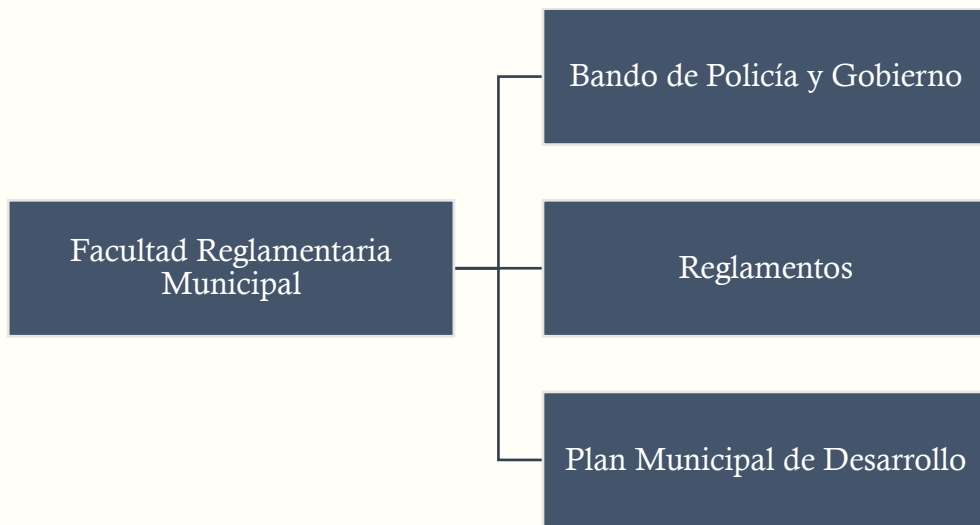 Facultad Reglamentaria
Municipal
Bando de Policía y Gobierno
Reglamentos
Plan Municipal de Desarrollo